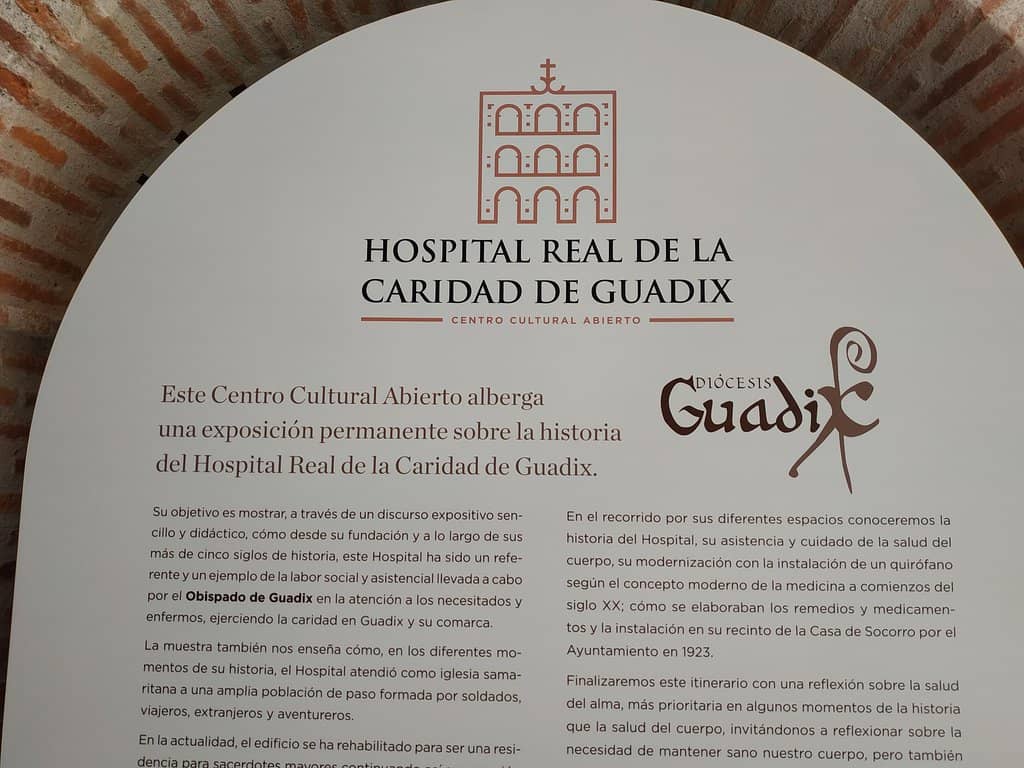 HOSPITAL REAL DE LA
CARIDAD DE GUADIX
CENTRO CULTURAL ABIERTO
DIÓCESIS
Guadix
Este Centro Cultural Abierto alberga
una exposición permanente sobre la historia
del Hospital Real de la Caridad de Guadix.
Su objetivo es mostrar, a través de un discurso expositivo sen-
cillo y didáctico, cómo desde su fundación y a lo largo de sus
más de cinco siglos de historia, este Hospital ha sido un refe-
rente y un ejemplo de la labor social y asistencial llevada a cabo
por el Obispado de Guadix en la atención a los necesitados y
enfermos, ejerciendo la caridad en Guadix y su comarca.
La muestra también nos enseña cómo, en los diferentes mo-
mentos de su historia, el Hospital atendió como iglesia sama-
ritana a una amplia población de paso formada por soldados,
viajeros, extranjeros y aventureros.
En la actualidad, el edificio se ha rehabilitado para ser una resi-
dencia para sacerdotes mayores continuando
En el recorrido por sus diferentes espacios conoceremos la
historia del Hospital, su asistencia y cuidado de la salud del
cuerpo, su modernización con la instalación de un quirófano
según el concepto moderno de la medicina a comienzos del
siglo XX; cómo se elaboraban los remedios y medicamen-
tos y la instalación en su recinto de la Casa de Socorro por el
Ayuntamiento en 1923.
Finalizaremos este itinerario con una reflexión sobre la salud
del alma, más prioritaria en algunos momentos de la historia
que la salud del cuerpo, invitándonos a reflexionar sobre la
necesidad de mantener sano nuestro cuerpo, pero también